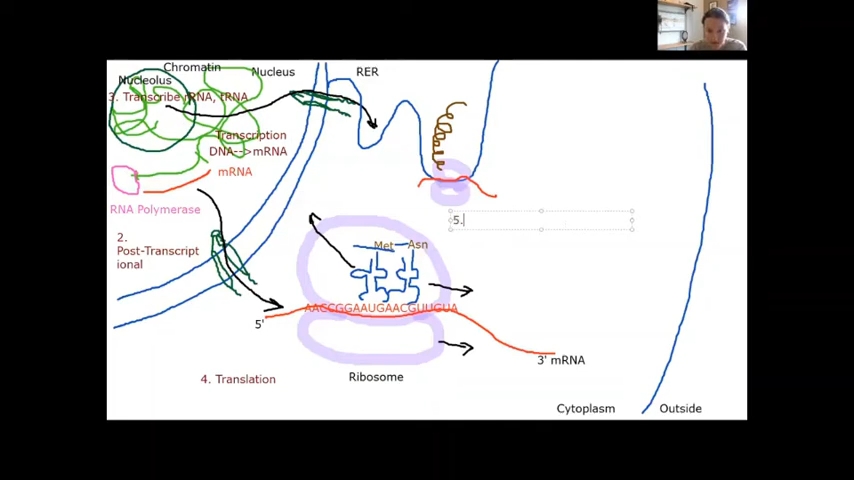 Chromatin
Nucleolus
Nucleus
RER
3. Transcribe rRNA, tRNA
Transcription
DNA-->mRNA
mRNA
RNA Polymerase
2.
Post-Transcript
ional
5.
Met
Asn
AACCGGAAUGAACGUUGUA
5'
3' mRNA
4. Translation
Ribosome
Cytoplasm
Outside